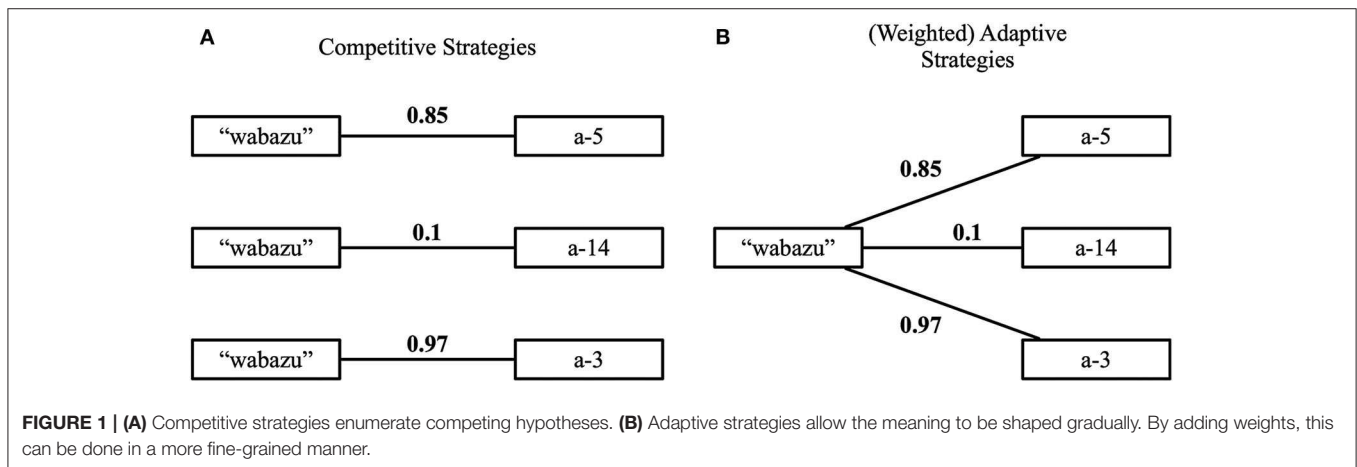 A
Competitive Strategies
"wabazu"
0.85
a-5
"wabazu"
0.1
a-14
"wabazu"
0.97
a-3
B
(Weighted) Adaptive
Strategies
a-5
0.85
"wabazu"
0.1
a-14
0.97
a-3
FIGURE 1 | (A) Competitive strategies enumerate competing hypotheses. (B) Adaptive strategies allow the meaning to be shaped gradually. By adding weights, this
can be done in a more fine-grained manner.